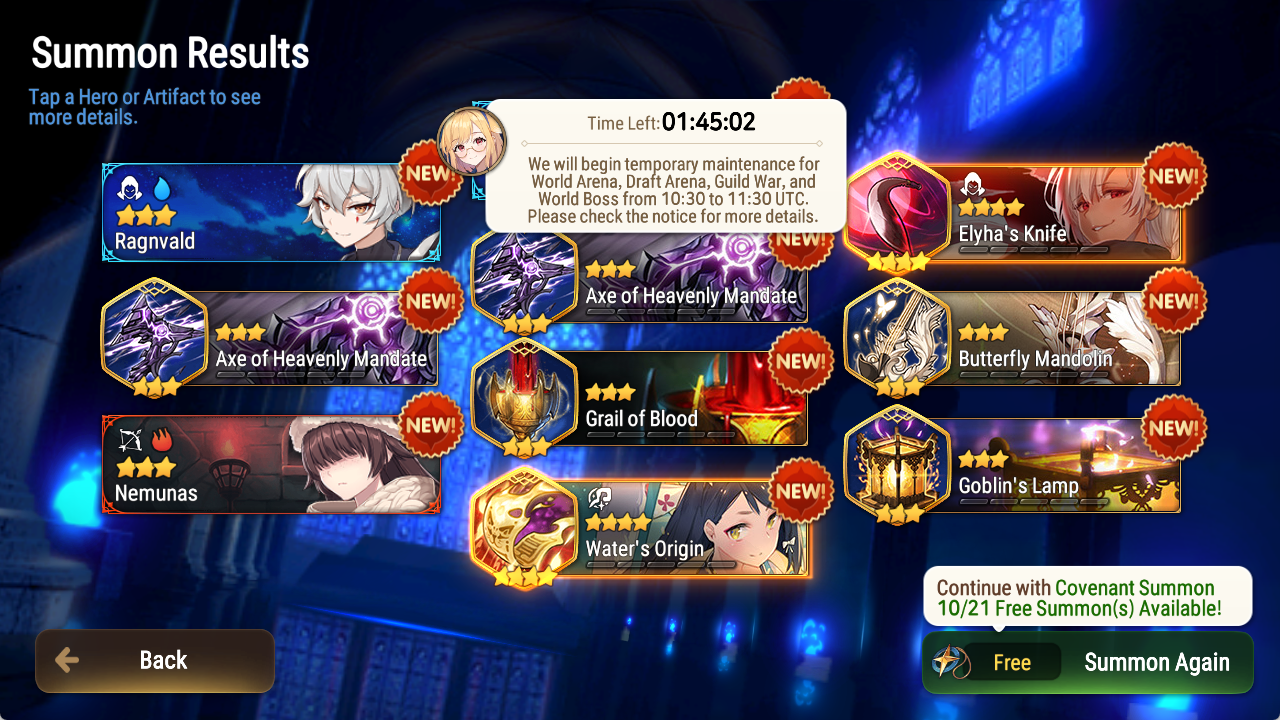 Summon Results
Tap a Hero or Artifact to see
more details.
Time Left: 01:45:02
We will begin temporary maintenance for
World Arena, Draft Arena, Guild War, and
World Boss from 10:30 to 11:30 UTC.
Please check the notice for more details.
NEW!
Ragnvald
NEW!
Axe of Heavenly Mandate
NEW!
Nemunas
NEW!
Axe of Heavenly Mandate
NEW!
Grail of Blood
NEW!
Water's Origin
NEW!
Elyha's Knife
NEW!
Butterfly Mandolin
NEW!
Goblin's Lamp
Continue with Covenant Summon
10/21 Free Summon(s) Available!
Back
Free
Summon Again